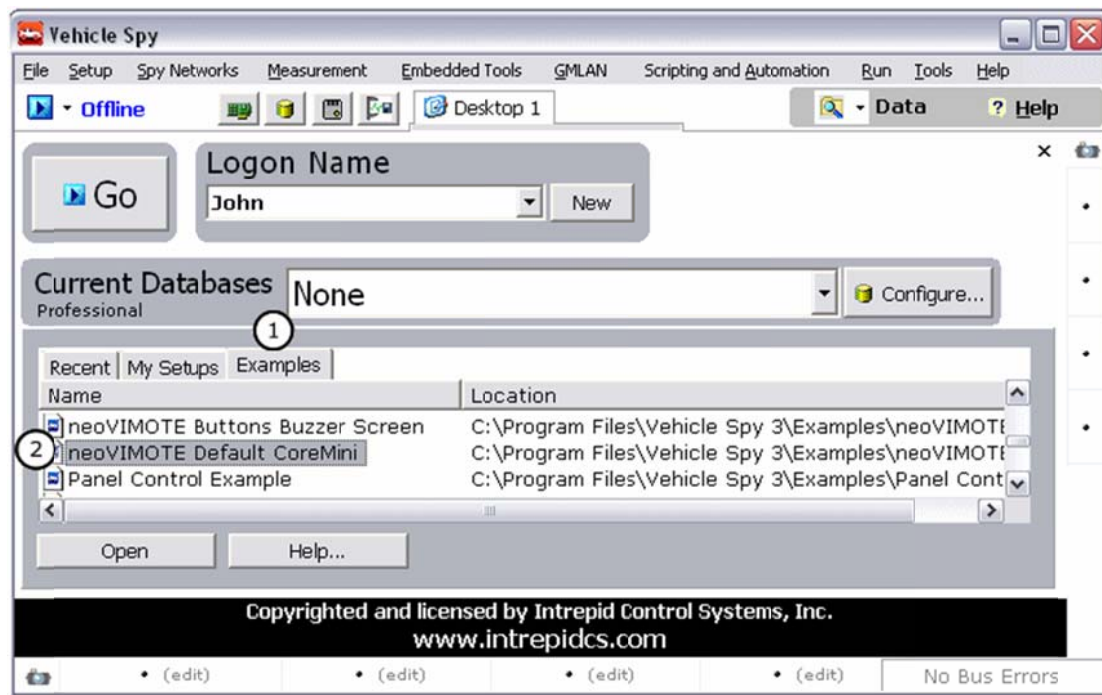 Vehicle Spy
File Setup Spy Networks Measurement Embedded Tools GMLAN Scripting and Automation Run Tools Help
Offline Desktop 1 Data ? Help
Go
Logon Name
John New
Current Databases
Professional
None Configure...
1
Recent My Setups Examples
Name Location
neoVIMOTE Buttons Buzzer Screen C:\Program Files\Vehicle Spy 3\Examples\neoVIMOTE
2 neoVIMOTE Default CoreMini C:\Program Files\Vehicle Spy 3\Examples\neoVIMOTE
Panel Control Example C:\Program Files\Vehicle Spy 3\Examples\Panel Cont
Open Help...
Copyrighted and licensed by Intrepid Control Systems, Inc.
www.intrepidcs.com
• (edit) • (edit) • (edit) • (edit) No Bus Errors